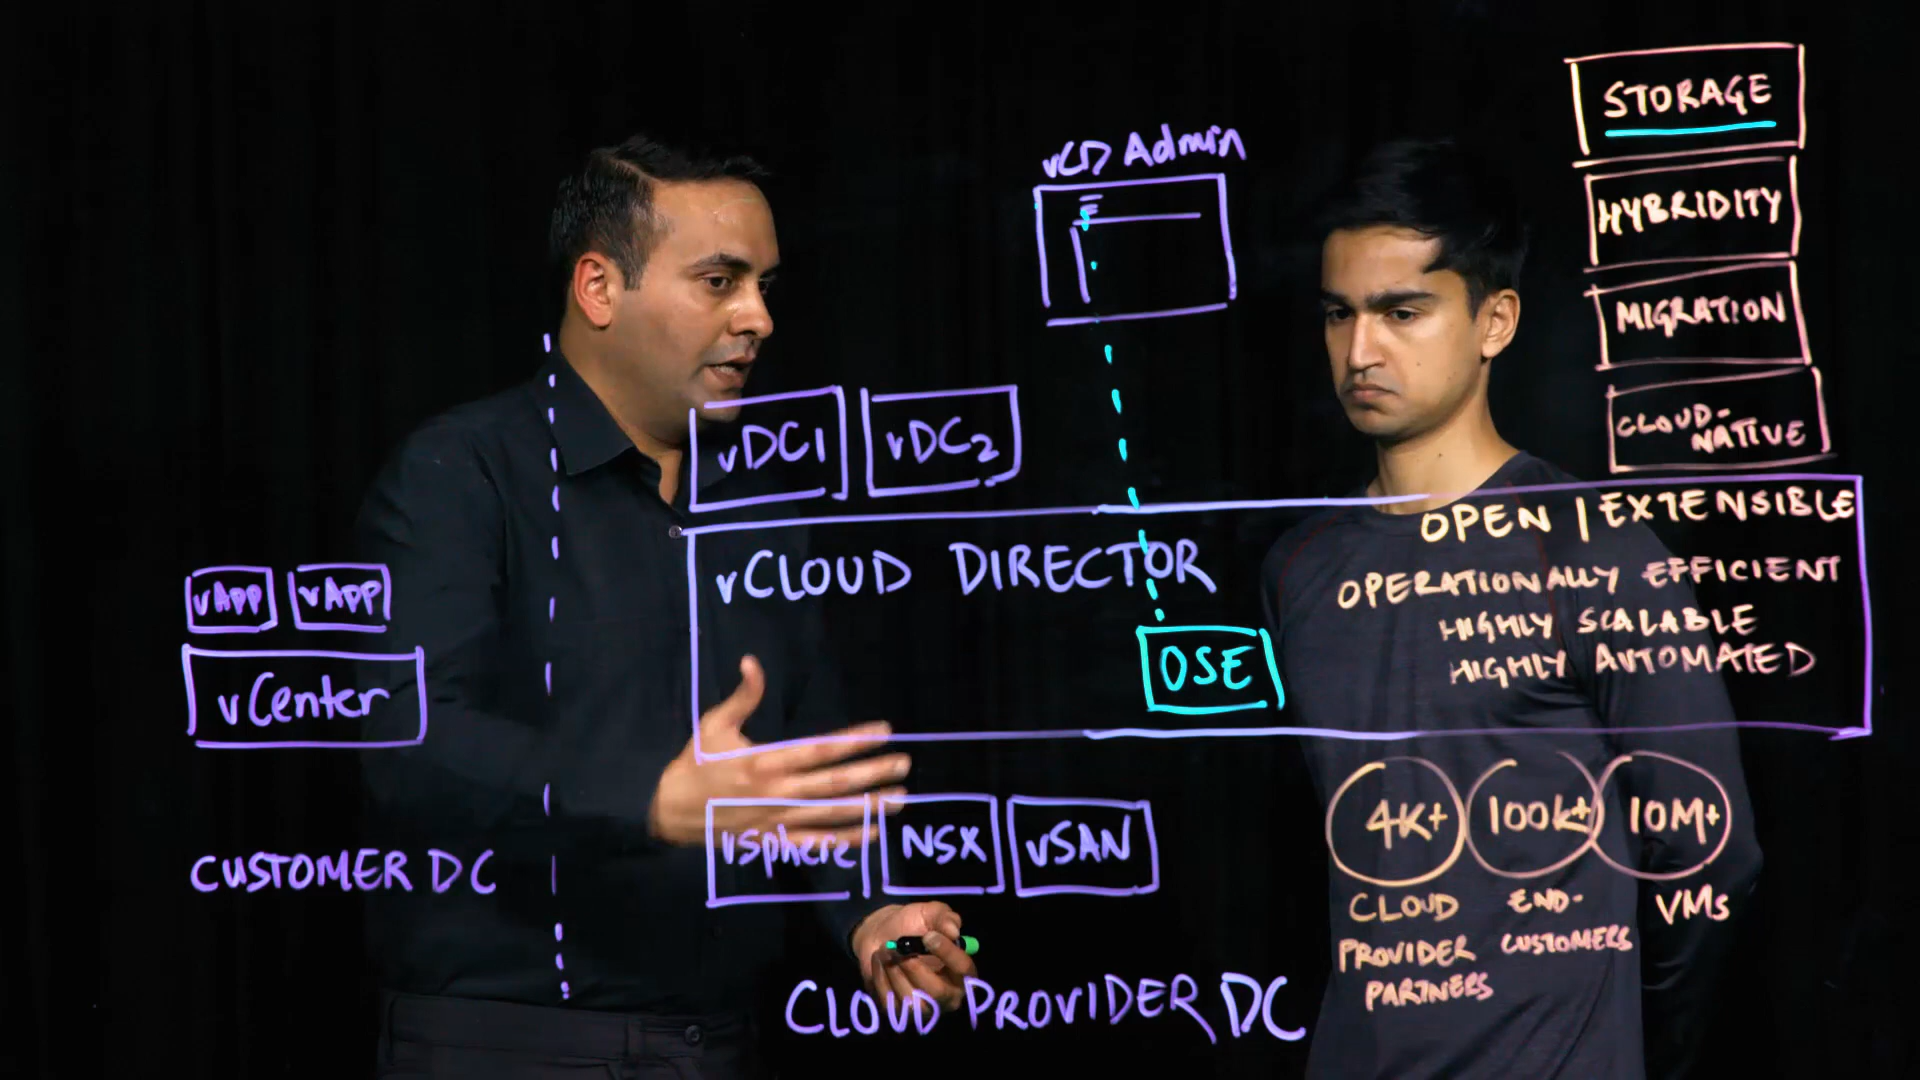 STORAGE
HYBRIDITY
MIGRATION
CLOUD-
NATIVE
vCD Admin
vDC1
vDC2
vCLOUD DIRECTOR
OSE
OPEN | EXTENSIBLE
OPERATIONALLY EFFICIENT
HIGHLY SCALABLE
HIGHLY AUTOMATED
vAPP
vAPP
vCenter
CUSTOMER DC
vSphere
NSX
vSAN
CLOUD PROVIDER DC
4K+
100K+
10M+
CLOUD
PROVIDER
PARTNERS
END-
CUSTOMERS
VMs